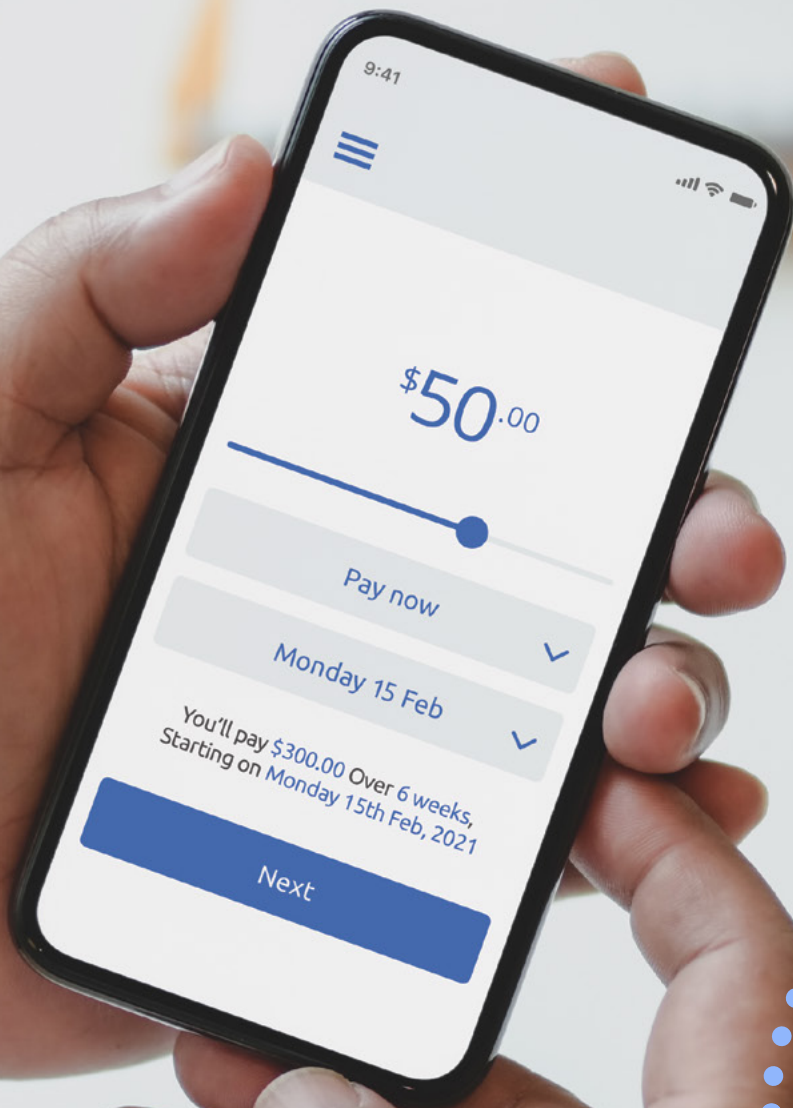 9:41
$50.00
Pay now
Monday 15 Feb
You'll pay $300.00 Over 6 weeks,
Starting on Monday 15th Feb, 2021
Next